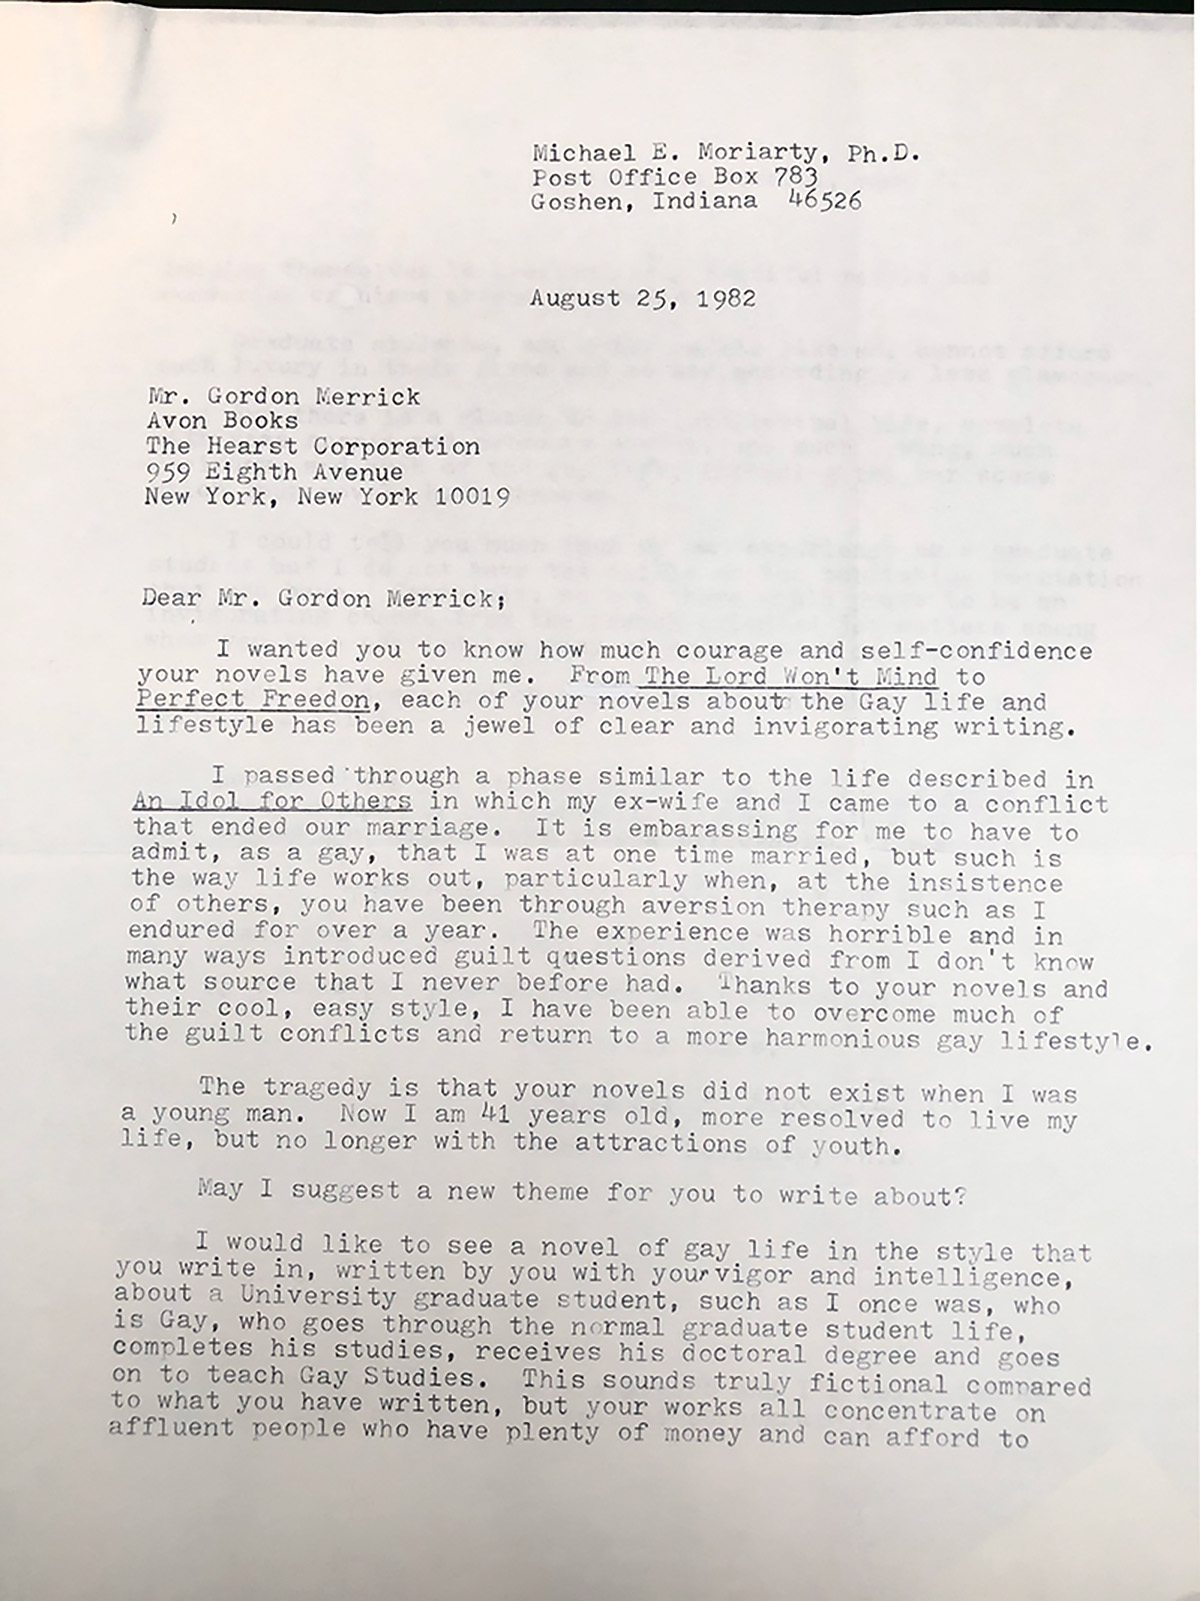 Michael E. Moriarty, Ph.D.
Post Office Box 783
Goshen, Indiana 46526
August 25, 1982
Mr. Gordon Merrick
Avon Books
The Hearst Corporation
959 Eighth Avenue
New York, New York 10019
Dear Mr. Gordon Merrick;
I wanted you to know how much courage and self-confidence
your novels have given me. From The Lord Won't Mind to
Perfect Freedon, each of your novels about the Gay life and
lifestyle has been a jewel of clear and invigorating writing.
I passed through a phase similar to the life described in
An Idol for Others in which my ex-wife and I came to a conflict
that ended our marriage. It is embarassing for me to have to
admit, as a gay, that I was at one time married, but such is
the way life works out, particularly when, at the insistence
of others, you have been through aversion therapy such as I
endured for over a year. The experience was horrible and in
many ways introduced guilt questions derived from I don't know
what source that I never before had. Thanks to your novels and
their cool, easy style, I have been able to overcome much of
the guilt conflicts and return to a more harmonious gay lifestyle.
The tragedy is that your novels did not exist when I was
a young man. Now I am 41 years old, more resolved to live my
life, but no longer with the attractions of youth.
May I suggest a new theme for you to write about?
I would like to see a novel of gay life in the style that
you write in, written by you with your vigor and intelligence,
about a University graduate student, such as I once was, who
is Gay, who goes through the normal graduate student life,
completes his studies, receives his doctoral degree and goes
on to teach Gay Studies. This sounds truly fictional compared
to what you have written, but your works all concentrate on
affluent people who have plenty of money and can afford to